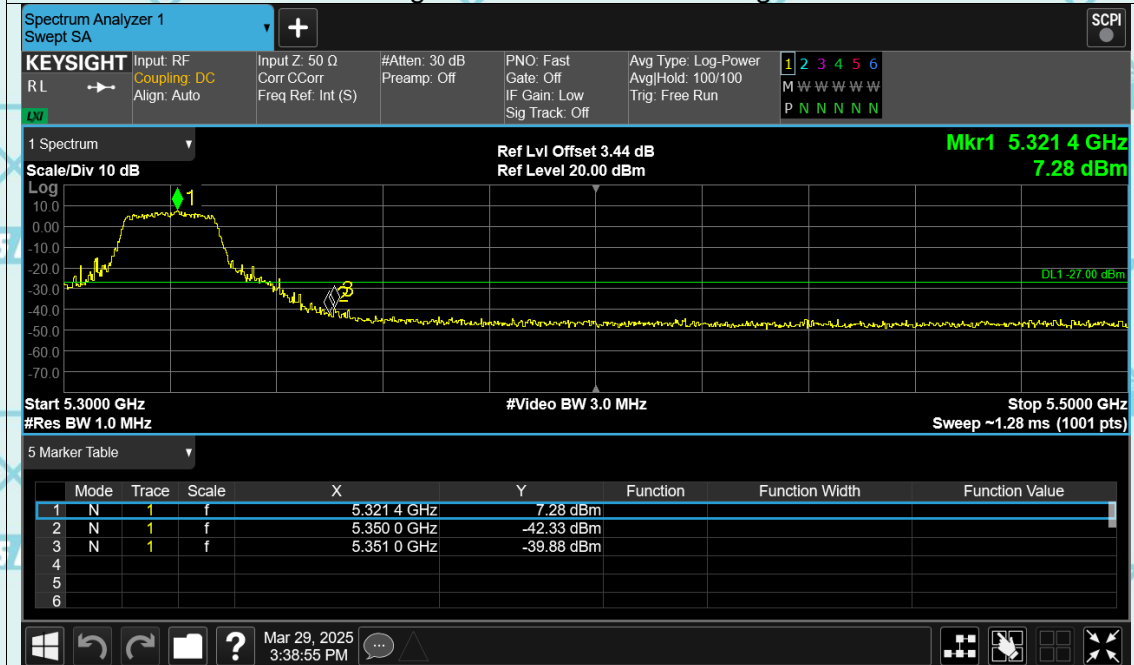 Spectrum Analyzer 1
Swept SA
+
SCPI
KEYSIGHT
RL
LXI
Input: RF
Coupling: DC
Align: Auto
Input Z: 50 Ω
Corr CCorr
Freq Ref: Int (S)
#Atten: 30 dB
Preamp: Off
PNO: Fast
Gate: Off
IF Gain: Low
Sig Track: Off
Avg Type: Log-Power
Avg|Hold: 100/100
Trig: Free Run
1 2 3 4 5 6
M W W W W W
P N N N N N
1 Spectrum
Scale/Div 10 dB
Ref Lvl Offset 3.44 dB
Ref Level 20.00 dBm
Mkr1 5.321 4 GHz
7.28 dBm
Log
10.0
0.00
-10.0
-20.0
-30.0
-40.0
-50.0
-60.0
-70.0
1
2
3
DL1 -27.00 dBm
Start 5.3000 GHz
#Res BW 1.0 MHz
#Video BW 3.0 MHz
Stop 5.5000 GHz
Sweep ~1.28 ms (1001 pts)
5 Marker Table
Mode Trace Scale X Y Function Function Width Function Value
1 N 1 f 5.321 4 GHz 7.28 dBm
2 N 1 f 5.350 0 GHz -42.33 dBm
3 N 1 f 5.351 0 GHz -39.88 dBm
4
5
6
?
Mar 29, 2025
3:38:55 PM